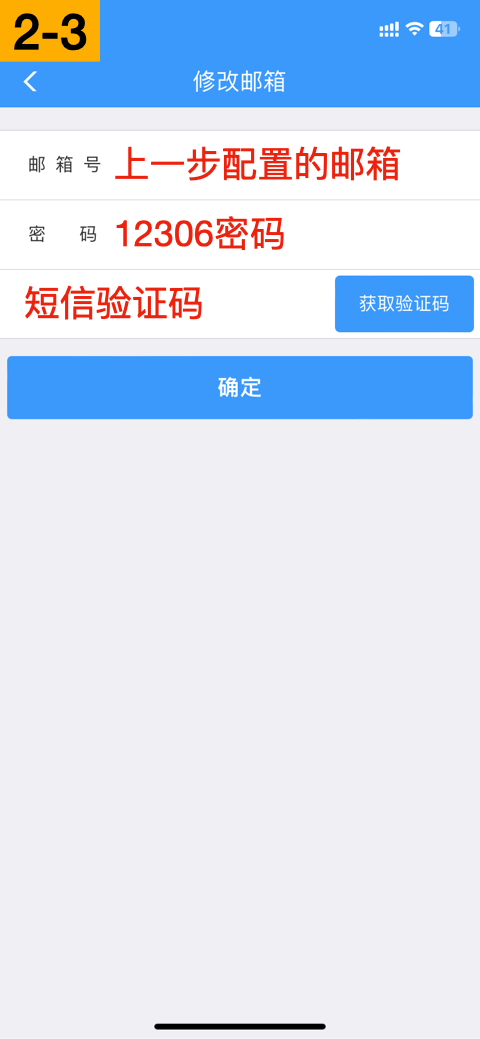 2-3
41
修改邮箱
邮箱号 上一步配置的邮箱
密码 12306密码
短信验证码 获取验证码
确定